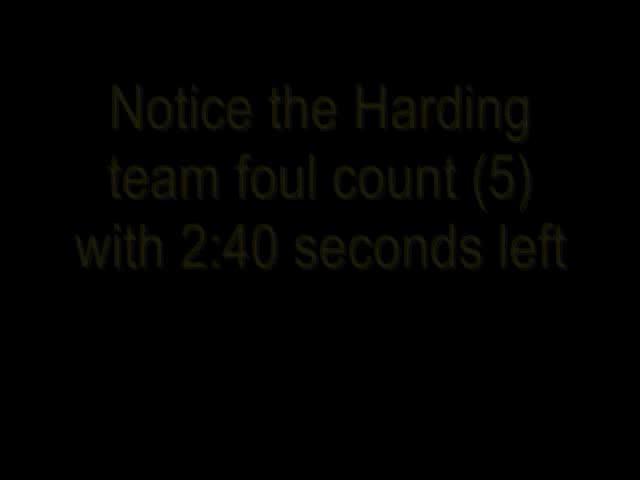 Notice the Harding
team foul count (5)
with 2:40 seconds left